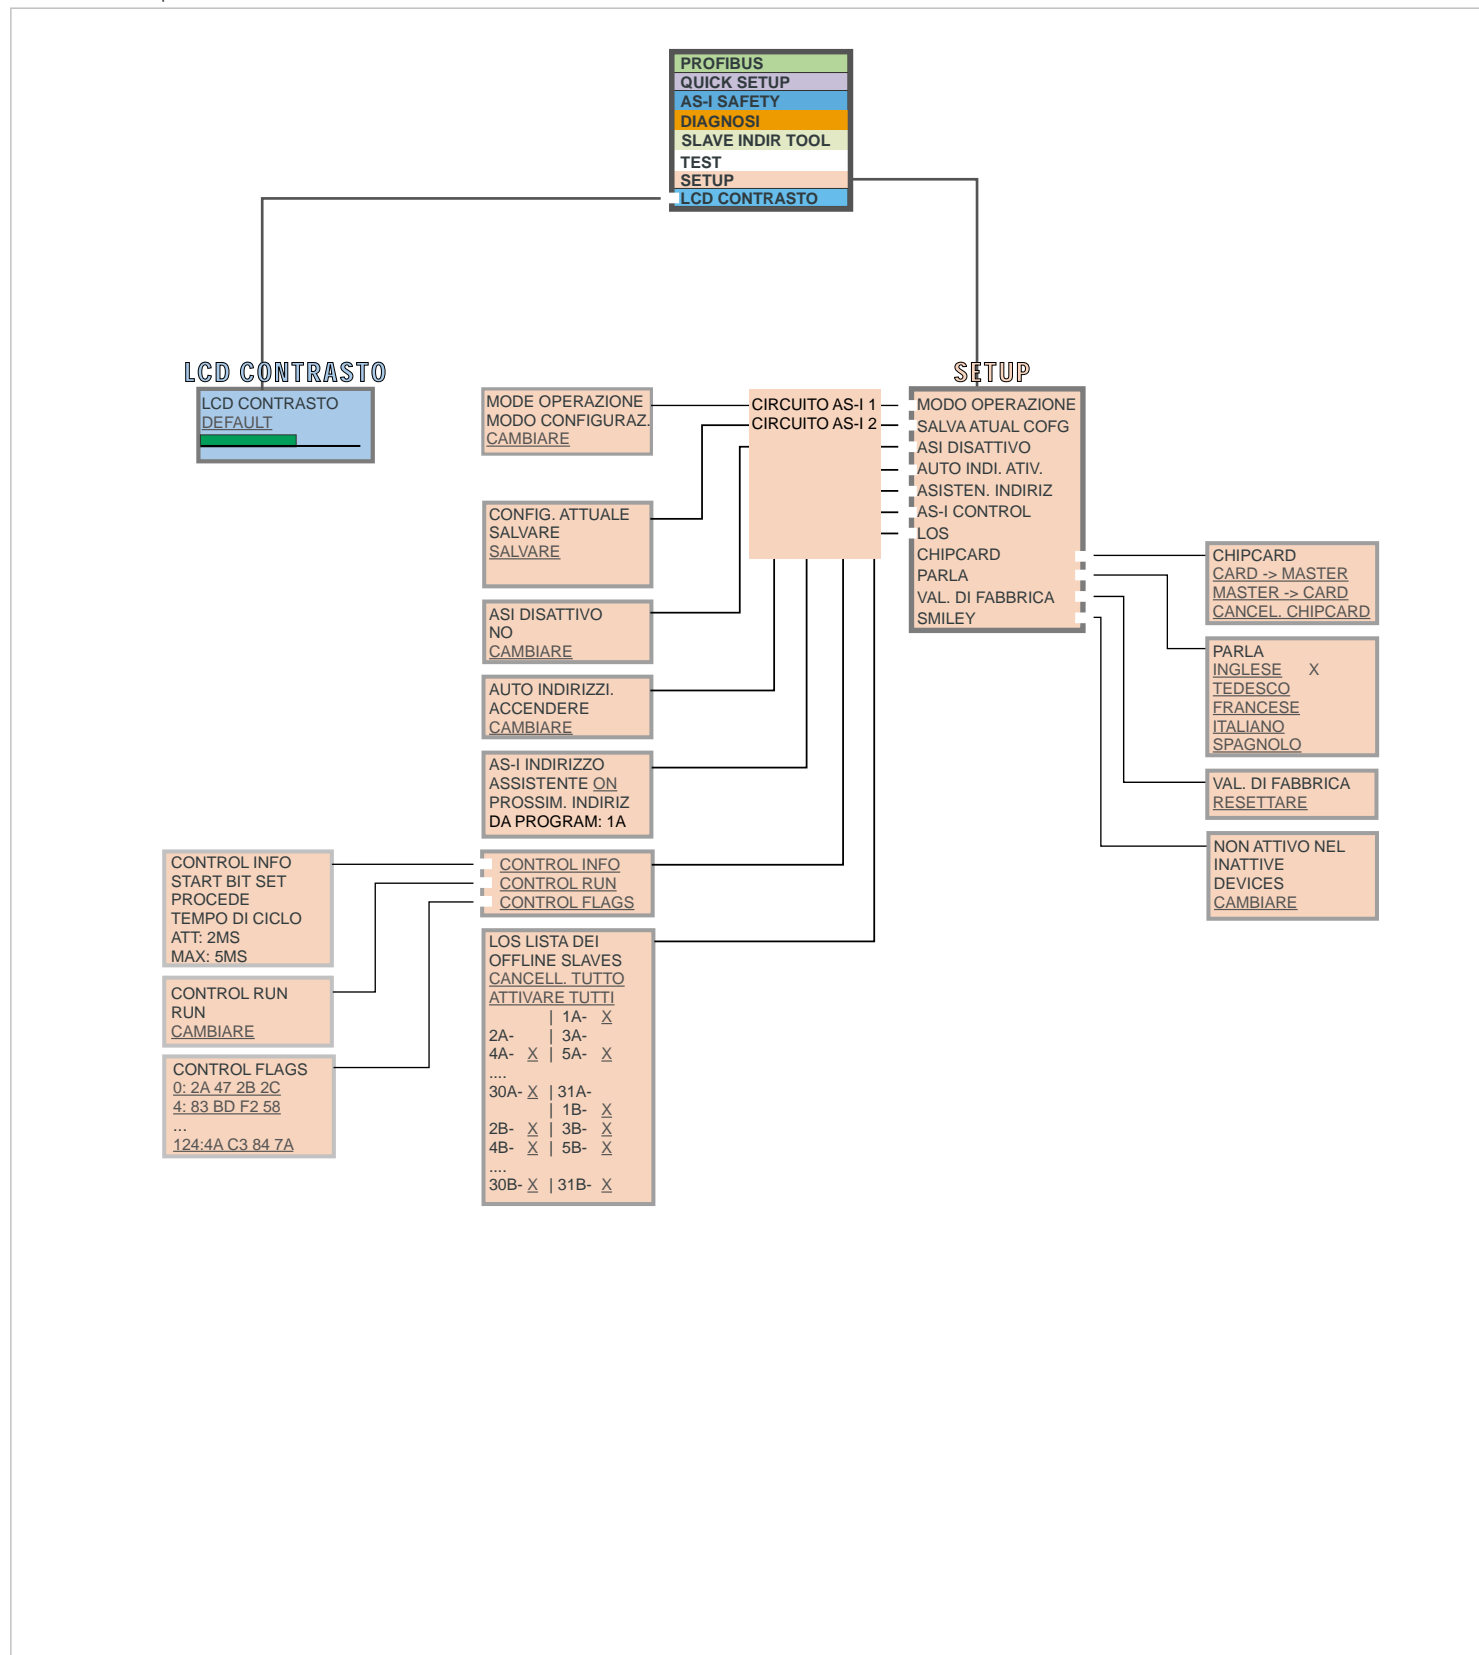 PROFIBUS
QUICK SETUP
AS-I SAFETY
DIAGNOSI
SLAVE INDIR TOOL
TEST
SETUP
LCD CONTRASTO
LCD CONTRASTO
LCD CONTRASTO
DEFAULT
MODE OPERAZIONE
MODO CONFIGURAZ.
CAMBIARE
CONFIG. ATTUALE
SALVARE
SALVARE
ASI DISATTIVO
NO
CAMBIARE
AUTO INDIRIZZI.
ACCENDERE
CAMBIARE
AS-I INDIRIZZO
ASSISTENTE ON
PROSSIM. INDIRIZ
DA PROGRAM: 1A
CONTROL INFO
CONTROL RUN
CONTROL FLAGS
LOS LISTA DEI
OFFLINE SLAVES
CANCELL. TUTTO
ATTIVARE TUTTI
| 1A- X
2A- | 3A-
4A- X | 5A- X
....
30A- X | 31A-
| 1B- X
2B- X | 3B- X
4B- X | 5B- X
....
30B- X | 31B- X
CONTROL INFO
START BIT SET
PROCEDE
TEMPO DI CICLO
ATT: 2MS
MAX: 5MS
CONTROL RUN
RUN
CAMBIARE
CONTROL FLAGS
0: 2A 47 2B 2C
4: 83 BD F2 58
...
124:4A C3 84 7A
CIRCUITO AS-I 1
CIRCUITO AS-I 2
SETUP
MODO OPERAZIONE
SALVA ATUAL COFG
ASI DISATTIVO
AUTO INDI. ATIV.
ASISTEN. INDIRIZ
AS-I CONTROL
LOS
CHIPCARD
PARLA
VAL. DI FABBRICA
SMILEY
CHIPCARD
CARD -> MASTER
MASTER -> CARD
CANCEL. CHIPCARD
PARLA
INGLESE X
TEDESCO
FRANCESE
ITALIANO
SPAGNOLO
VAL. DI FABBRICA
RESETTARE
NON ATTIVO NEL
INATTIVE
DEVICES
CAMBIARE